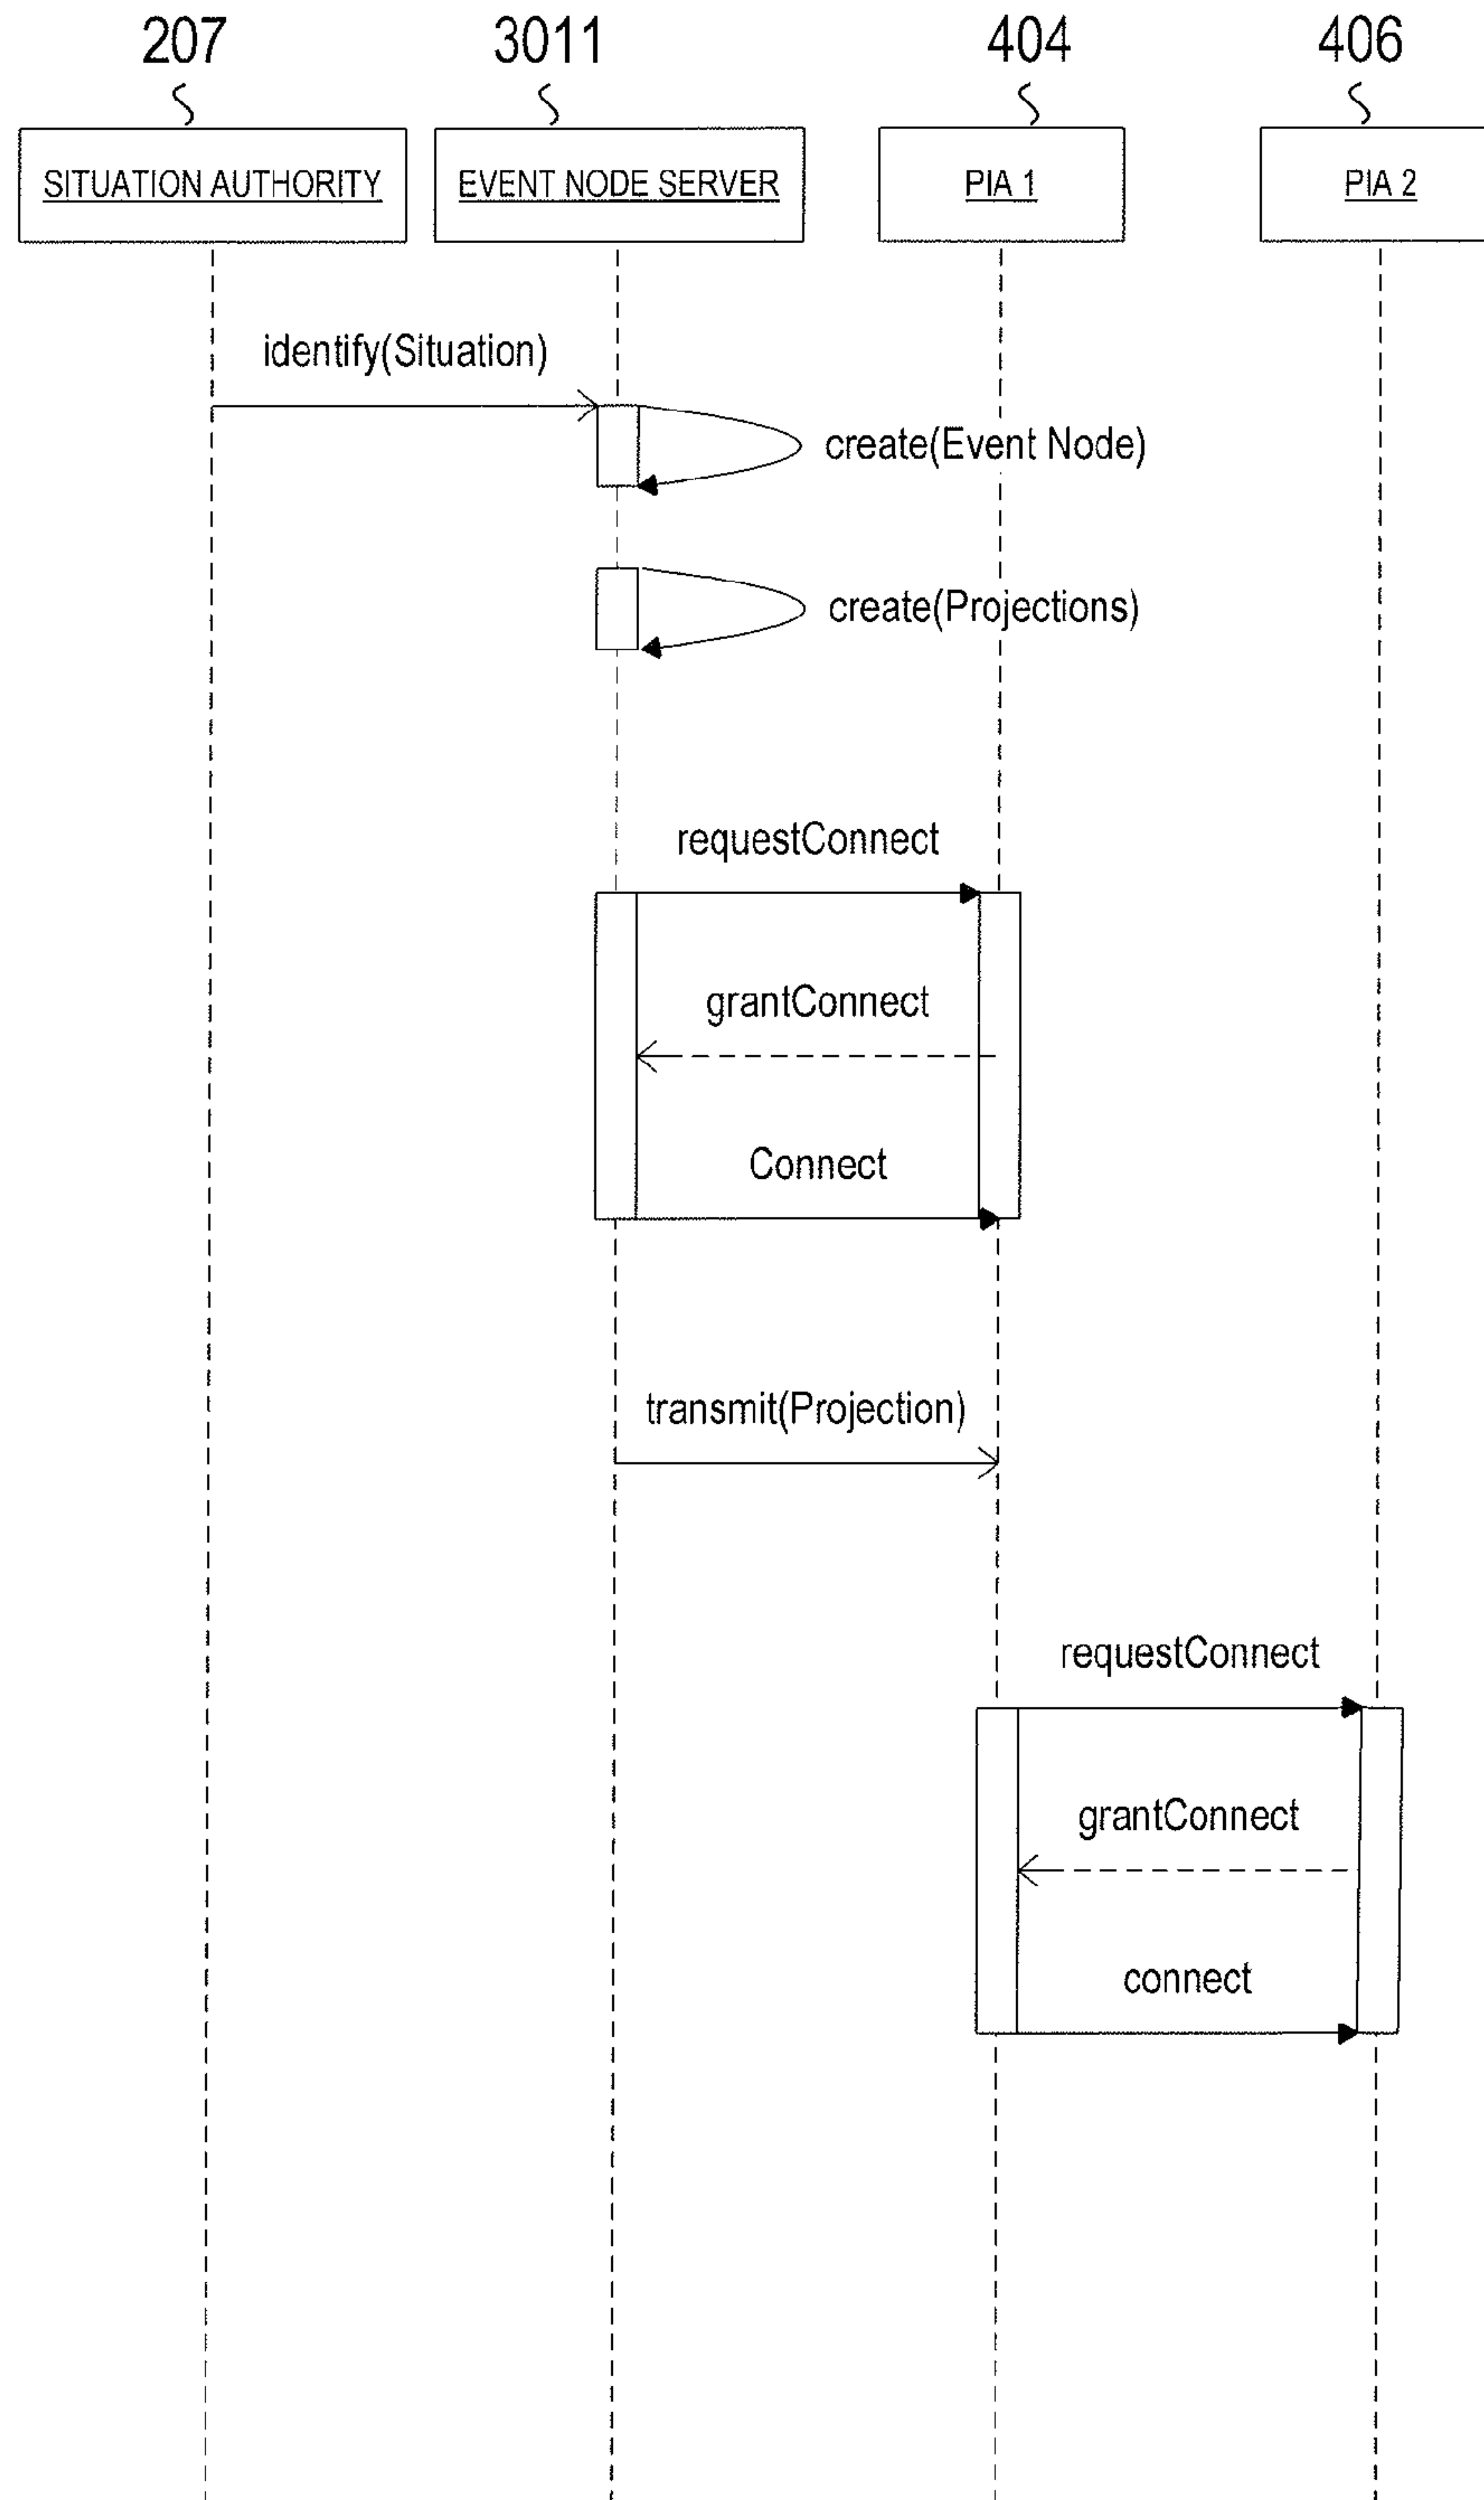 207 3011 404 406
SITUATION AUTHORITY EVENT NODE SERVER PIA 1 PIA 2
identify(Situation)
create(Event Node)
create(Projections)
requestConnect
grantConnect
Connect
transmit(Projection)
requestConnect
grantConnect
connect